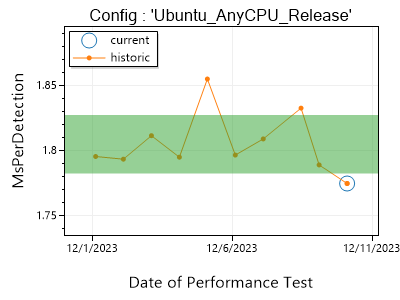 Config : 'Ubuntu_AnyCPU_Release'
current
historic
MsPerDetection
1.85
1.8
1.75
12/1/2023
12/6/2023
12/11/2023
Date of Performance Test